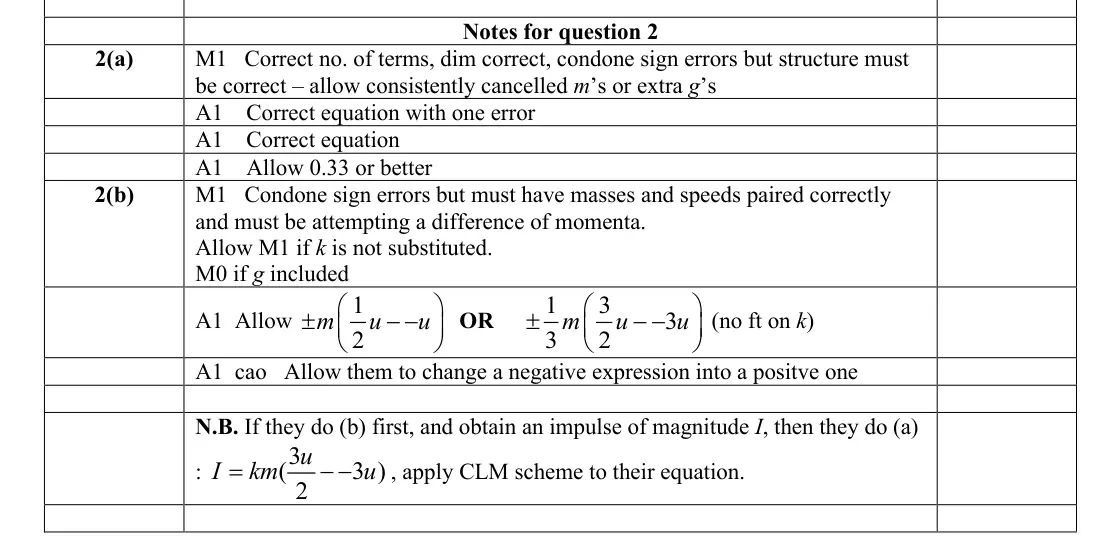 Notes for question 2
2(a) M1 Correct no. of terms, dim correct, condone sign errors but structure must
be correct – allow consistently cancelled m’s or extra g’s
A1 Correct equation with one error
A1 Correct equation
A1 Allow 0.33 or better
2(b) M1 Condone sign errors but must have masses and speeds paired correctly
and must be attempting a difference of momenta.
Allow M1 if k is not substituted.
M0 if g included
A1 Allow ±m(1/2 u − −u) OR ±1/3 m(3/2 u − −3u) (no ft on k)
A1 cao Allow them to change a negative expression into a positve one
N.B. If they do (b) first, and obtain an impulse of magnitude I, then they do (a)
: I = km(3u/2 − −3u) , apply CLM scheme to their equation.